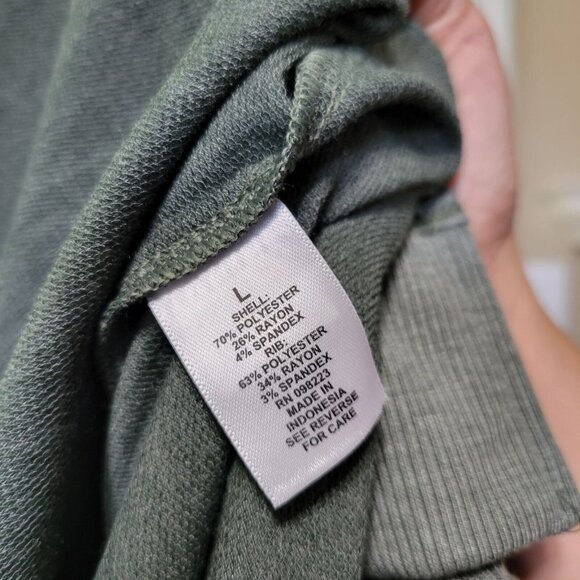 L
SHELL:
70% POLYESTER
26% RAYON
4% SPANDEX
RIB:
63% POLYESTER
34% RAYON
3% SPANDEX
RN 098223
MADE IN
INDONESIA
SEE REVERSE
FOR CARE